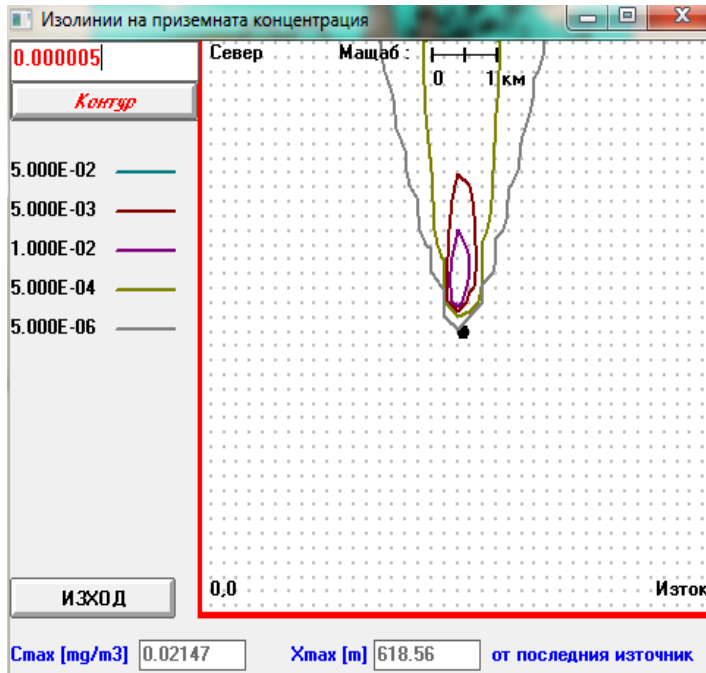 Изолинии на приземната концентрация
0.000005
Контур
5.000E-02
5.000E-03
1.000E-02
5.000E-04
5.000E-06
ИЗХОД
Север Мащаб :
0 1 км
0,0 Изток
Cmax [mg/m3] 0.02147 Xmax [m] 618.56 от последния източник